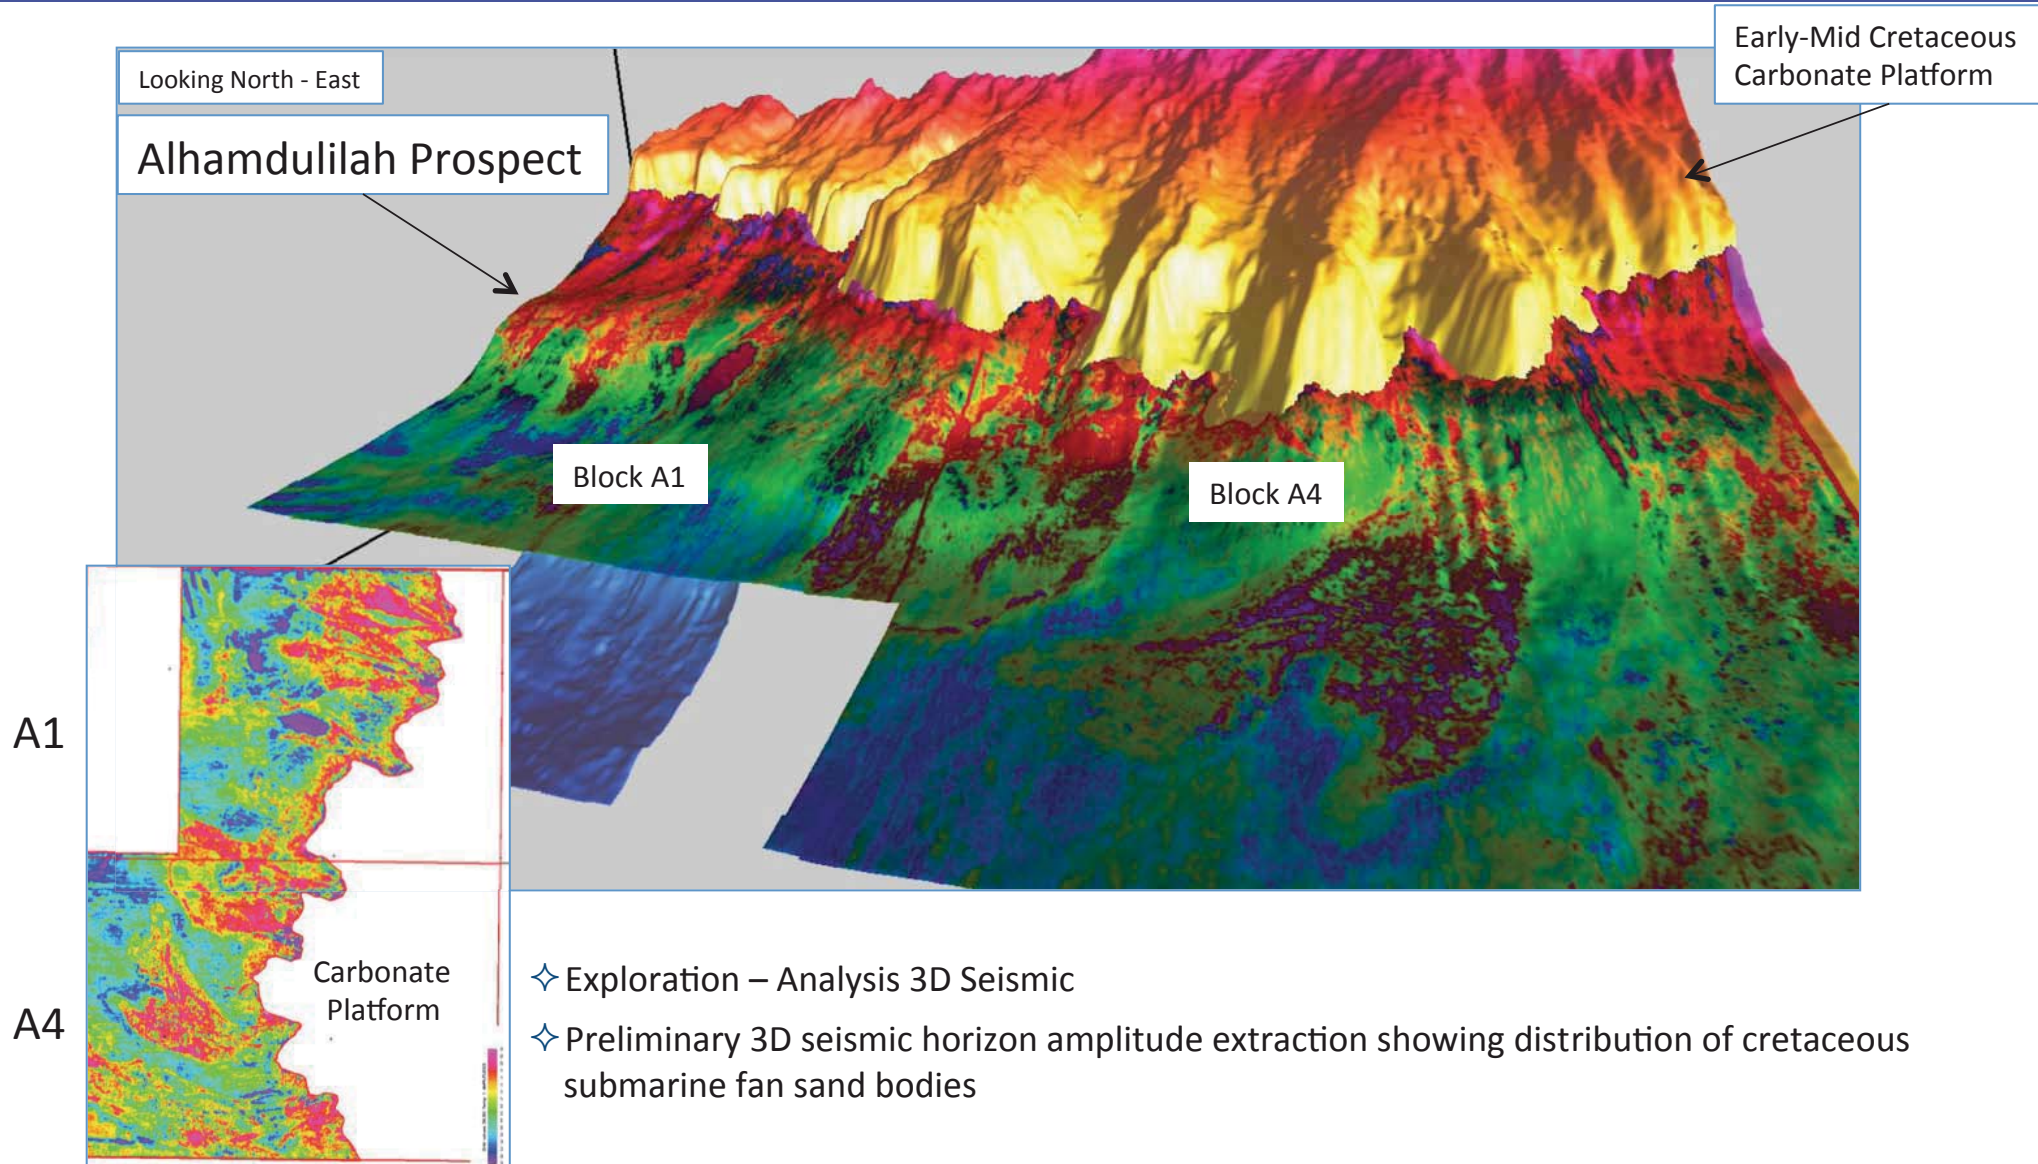 Looking North - East
Early-Mid Cretaceous
Carbonate Platform
Alhamdulilah Prospect
Block A1
Block A4
A1
A4
Carbonate
Platform
Exploration – Analysis 3D Seismic
Preliminary 3D seismic horizon amplitude extraction showing distribution of cretaceous
submarine fan sand bodies